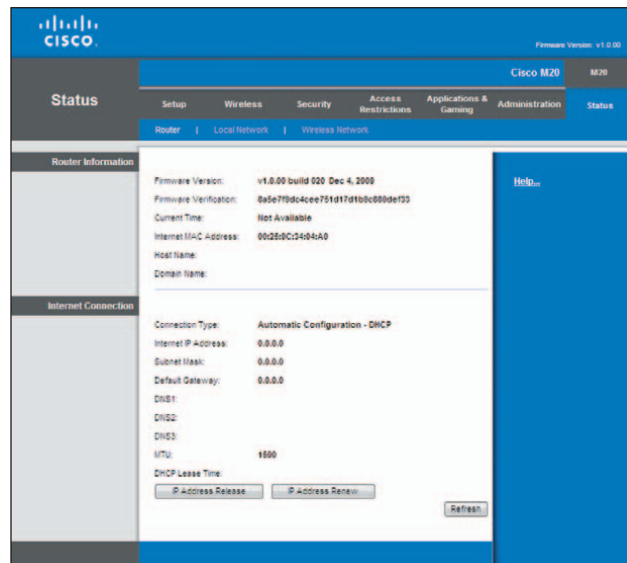 CISCO
Firmware Version: v1.0.00
Cisco M20 M20
Status
Setup Wireless Security Access Restrictions Applications & Gaming Administration Status
Router | Local Network | Wireless Network
Router Information
Firmware Version: v1.0.00 build 020 Dec 4, 2009
Firmware Verification:
Current Time: Not Available
Internet MAC Address: 00:25:9C:34:04:A0
Host Name:
Domain Name:
Help...
Internet Connection
Connection Type: Automatic Configuration - DHCP
Internet IP Address: 0.0.0.0
Subnet Mask: 0.0.0.0
Default Gateway: 0.0.0.0
DNS1:
DNS2:
DNS3:
MTU: 1500
DHCP Lease Time:
IP Address Release IP Address Renew
Refresh